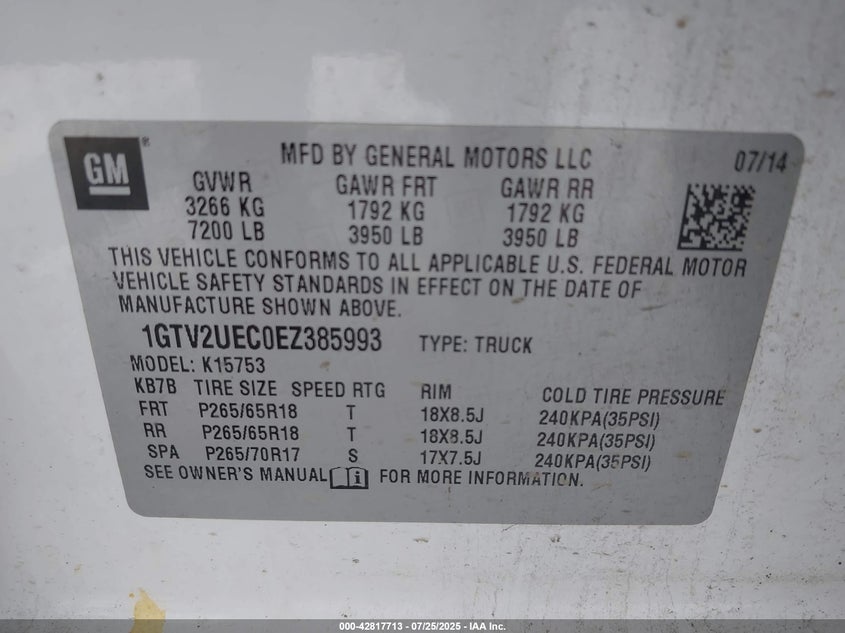 GM®
MFD BY GENERAL MOTORS LLC 07/14
GVWR GAWR FRT GAWR RR
3266 KG 1792 KG 1792 KG
7200 LB 3950 LB 3950 LB
THIS VEHICLE CONFORMS TO ALL APPLICABLE U.S. FEDERAL MOTOR
VEHICLE SAFETY STANDARDS IN EFFECT ON THE DATE OF
MANUFACTURE SHOWN ABOVE.
1GTV2UEC0EZ385993 TYPE: TRUCK
MODEL: K15753
KB7B TIRE SIZE SPEED RTG RIM COLD TIRE PRESSURE
FRT P265/65R18 T 18X8.5J 240KPA(35PSI)
RR P265/65R18 T 18X8.5J 240KPA(35PSI)
SPA P265/70R17 S 17X7.5J 240KPA(35PSI)
SEE OWNER'S MANUAL i FOR MORE INFORMATION.
000-42817713 - 07/25/2025 - IAA Inc.